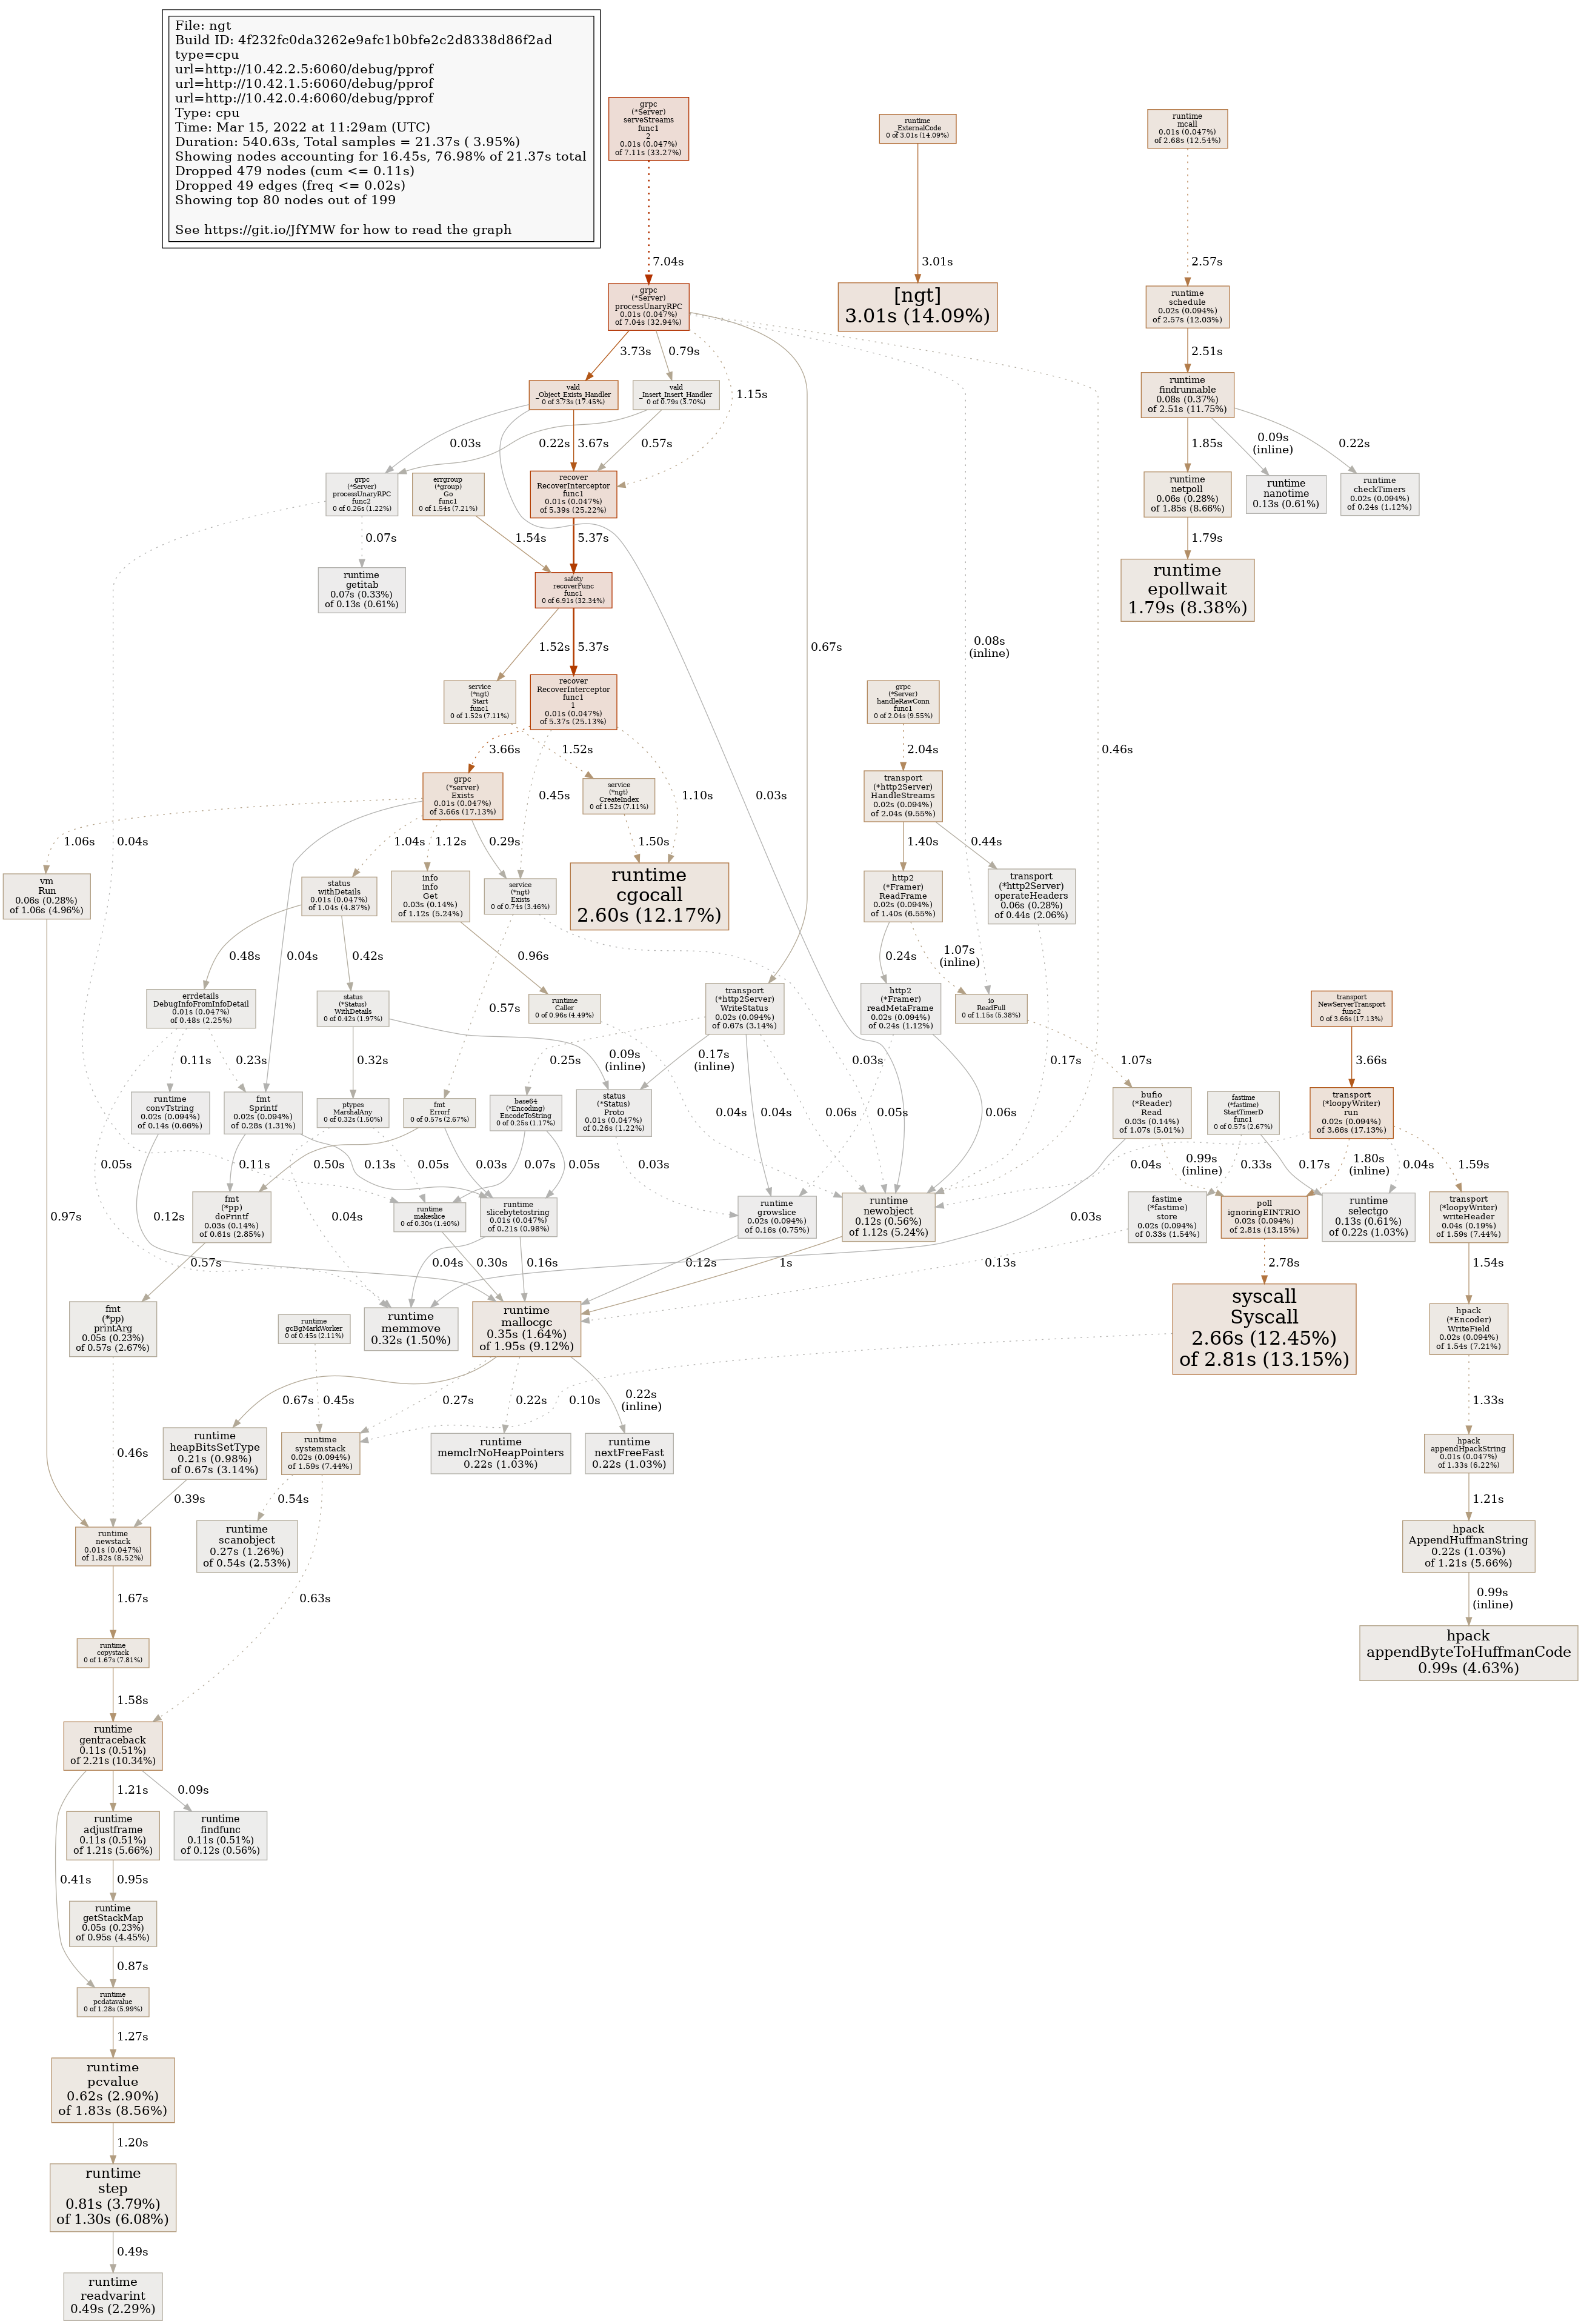 File: ngt
Build ID: 4f232fc0da3262e9afc1b0bfe2c2d8338d86f2ad
type=cpu
url=http://10.42.2.5:6060/debug/pprof
url=http://10.42.1.5:6060/debug/pprof
url=http://10.42.0.4:6060/debug/pprof
Type: cpu
Time: Mar 15, 2022 at 11:29am (UTC)
Duration: 540.63s, Total samples = 21.37s ( 3.95%)
Showing nodes accounting for 16.45s, 76.98% of 21.37s total
Dropped 479 nodes (cum <= 0.11s)
Dropped 49 edges (freq <= 0.02s)
Showing top 80 nodes out of 199
See https://git.io/JfYMW for how to read the graph
grpc
(*Server)
serveStreams
func1
2
0.01s (0.047%)
of 7.11s (33.27%)
runtime
_ExternalCode
0 of 3.01s (14.09%)
runtime
mcall
0.01s (0.047%)
of 2.68s (12.54%)
7.04s
3.01s
2.57s
grpc
(*Server)
processUnaryRPC
0.01s (0.047%)
of 7.04s (32.94%)
[ngt]
3.01s (14.09%)
runtime
schedule
0.02s (0.094%)
of 2.57s (12.03%)
3.73s
0.79s
1.15s
2.51s
vald
_Object_Exists_Handler
0 of 3.73s (17.45%)
vald
_Insert_Insert_Handler
0 of 0.79s (3.70%)
runtime
findrunnable
0.08s (0.37%)
of 2.51s (11.75%)
0.03s
0.22s
3.67s
0.57s
1.85s
0.09s
(inline)
0.22s
grpc
(*Server)
processUnaryRPC
func2
0 of 0.26s (1.22%)
errgroup
(*group)
Go
func1
0 of 1.54s (7.21%)
recover
RecoverInterceptor
func1
0.01s (0.047%)
of 5.39s (25.22%)
runtime
netpoll
0.06s (0.28%)
of 1.85s (8.66%)
runtime
nanotime
0.13s (0.61%)
runtime
checkTimers
0.02s (0.094%)
of 0.24s (1.12%)
0.07s
1.54s
5.37s
1.79s
runtime
getitab
0.07s (0.33%)
of 0.13s (0.61%)
safety
recoverFunc
func1
0 of 6.91s (32.34%)
runtime
epollwait
1.79s (8.38%)
1.52s
5.37s
0.67s
0.08s
(inline)
service
(*ngt)
Start
func1
0 of 1.52s (7.11%)
recover
RecoverInterceptor
func1
1
0.01s (0.047%)
of 5.37s (25.13%)
grpc
(*Server)
handleRawConn
func1
0 of 2.04s (9.55%)
3.66s
1.52s
2.04s
0.46s
grpc
(*server)
Exists
0.01s (0.047%)
of 3.66s (17.13%)
service
(*ngt)
CreateIndex
0 of 1.52s (7.11%)
transport
(*http2Server)
HandleStreams
0.02s (0.094%)
of 2.04s (9.55%)
0.45s
1.10s
0.03s
1.06s
0.04s
1.04s
1.12s
0.29s
1.50s
1.40s
0.44s
vm
Run
0.06s (0.28%)
of 1.06s (4.96%)
status
withDetails
0.01s (0.047%)
of 1.04s (4.87%)
info
info
Get
0.03s (0.14%)
of 1.12s (5.24%)
service
(*ngt)
Exists
0 of 0.74s (3.46%)
runtime
cgocall
2.60s (12.17%)
http2
(*Framer)
ReadFrame
0.02s (0.094%)
of 1.40s (6.55%)
transport
(*http2Server)
operateHeaders
0.06s (0.28%)
of 0.44s (2.06%)
0.48s
0.04s
0.42s
0.96s
0.24s
1.07s
(inline)
errdetails
DebugInfoFromInfoDetail
0.01s (0.047%)
of 0.48s (2.25%)
status
(*Status)
WithDetails
0 of 0.42s (1.97%)
runtime
Caller
0 of 0.96s (4.49%)
transport
(*http2Server)
WriteStatus
0.02s (0.094%)
of 0.67s (3.14%)
http2
(*Framer)
readMetaFrame
0.02s (0.094%)
of 0.24s (1.12%)
io
ReadFull
0 of 1.15s (5.38%)
transport
NewServerTransport
func2
0 of 3.66s (17.13%)
0.57s
0.11s
0.23s
0.32s
0.25s
0.09s
(inline)
0.17s
(inline)
0.03s
0.17s
1.07s
3.66s
runtime
convTstring
0.02s (0.094%)
of 0.14s (0.66%)
fmt
Sprintf
0.02s (0.094%)
of 0.28s (1.31%)
ptypes
MarshalAny
0 of 0.32s (1.50%)
fmt
Errorf
0 of 0.57s (2.67%)
base64
(*Encoding)
EncodeToString
0 of 0.25s (1.17%)
status
(*Status)
Proto
0.01s (0.047%)
of 0.26s (1.22%)
0.04s
0.04s
0.06s
0.05s
0.06s
bufio
(*Reader)
Read
0.03s (0.14%)
of 1.07s (5.01%)
fastime
(*fastime)
StartTimerD
func1
0 of 0.57s (2.67%)
transport
(*loopyWriter)
run
0.02s (0.094%)
of 3.66s (17.13%)
0.05s
0.11s
0.50s
0.13s
0.05s
0.03s
0.07s
0.05s
0.03s
0.04s
0.99s
(inline)
0.33s
0.17s
1.80s
(inline)
0.04s
1.59s
fmt
(*pp)
doPrintf
0.03s (0.14%)
of 0.61s (2.85%)
runtime
makeslice
0 of 0.30s (1.40%)
runtime
slicebytetostring
0.01s (0.047%)
of 0.21s (0.98%)
runtime
growslice
0.02s (0.094%)
of 0.16s (0.75%)
runtime
newobject
0.12s (0.56%)
of 1.12s (5.24%)
fastime
(*fastime)
store
0.02s (0.094%)
of 0.33s (1.54%)
poll
ignoringEINTRIO
0.02s (0.094%)
of 2.81s (13.15%)
runtime
selectgo
0.13s (0.61%)
of 0.22s (1.03%)
transport
(*loopyWriter)
writeHeader
0.04s (0.19%)
of 1.59s (7.44%)
0.97s
0.12s
0.04s
0.03s
0.57s
0.04s
0.30s
0.16s
0.12s
1s
0.13s
2.78s
1.54s
fmt
(*pp)
printArg
0.05s (0.23%)
of 0.57s (2.67%)
runtime
gcBgMarkWorker
0 of 0.45s (2.11%)
runtime
memmove
0.32s (1.50%)
runtime
mallocgc
0.35s (1.64%)
of 1.95s (9.12%)
syscall
Syscall
2.66s (12.45%)
of 2.81s (13.15%)
hpack
(*Encoder)
WriteField
0.02s (0.094%)
of 1.54s (7.21%)
0.67s
0.45s
0.27s
0.22s
0.10s
0.22s
(inline)
1.33s
0.46s
runtime
heapBitsSetType
0.21s (0.98%)
of 0.67s (3.14%)
runtime
systemstack
0.02s (0.094%)
of 1.59s (7.44%)
runtime
memclrNoHeapPointers
0.22s (1.03%)
runtime
nextFreeFast
0.22s (1.03%)
hpack
appendHpackString
0.01s (0.047%)
of 1.33s (6.22%)
0.39s
0.54s
1.21s
runtime
newstack
0.01s (0.047%)
of 1.82s (8.52%)
runtime
scanobject
0.27s (1.26%)
of 0.54s (2.53%)
hpack
AppendHuffmanString
0.22s (1.03%)
of 1.21s (5.66%)
1.67s
0.63s
0.99s
(inline)
runtime
copystack
0 of 1.67s (7.81%)
hpack
appendByteToHuffmanCode
0.99s (4.63%)
1.58s
runtime
gentraceback
0.11s (0.51%)
of 2.21s (10.34%)
1.21s
0.09s
runtime
adjustframe
0.11s (0.51%)
of 1.21s (5.66%)
runtime
findfunc
0.11s (0.51%)
of 0.12s (0.56%)
0.41s
0.95s
runtime
getStackMap
0.05s (0.23%)
of 0.95s (4.45%)
0.87s
runtime
pcdatavalue
0 of 1.28s (5.99%)
1.27s
runtime
pcvalue
0.62s (2.90%)
of 1.83s (8.56%)
1.20s
runtime
step
0.81s (3.79%)
of 1.30s (6.08%)
0.49s
runtime
readvarint
0.49s (2.29%)